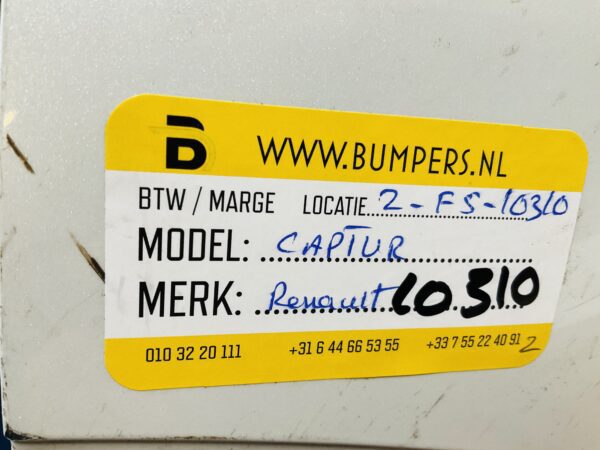 WWW.BUMPERS.NL
BTW / MARGE LOCATIE 2-FS-10310
MODEL: CAPTUR
MERK: Renault 10310
010 32 20 111 +31 6 44 66 53 55 +33 7 55 22 40 91 2